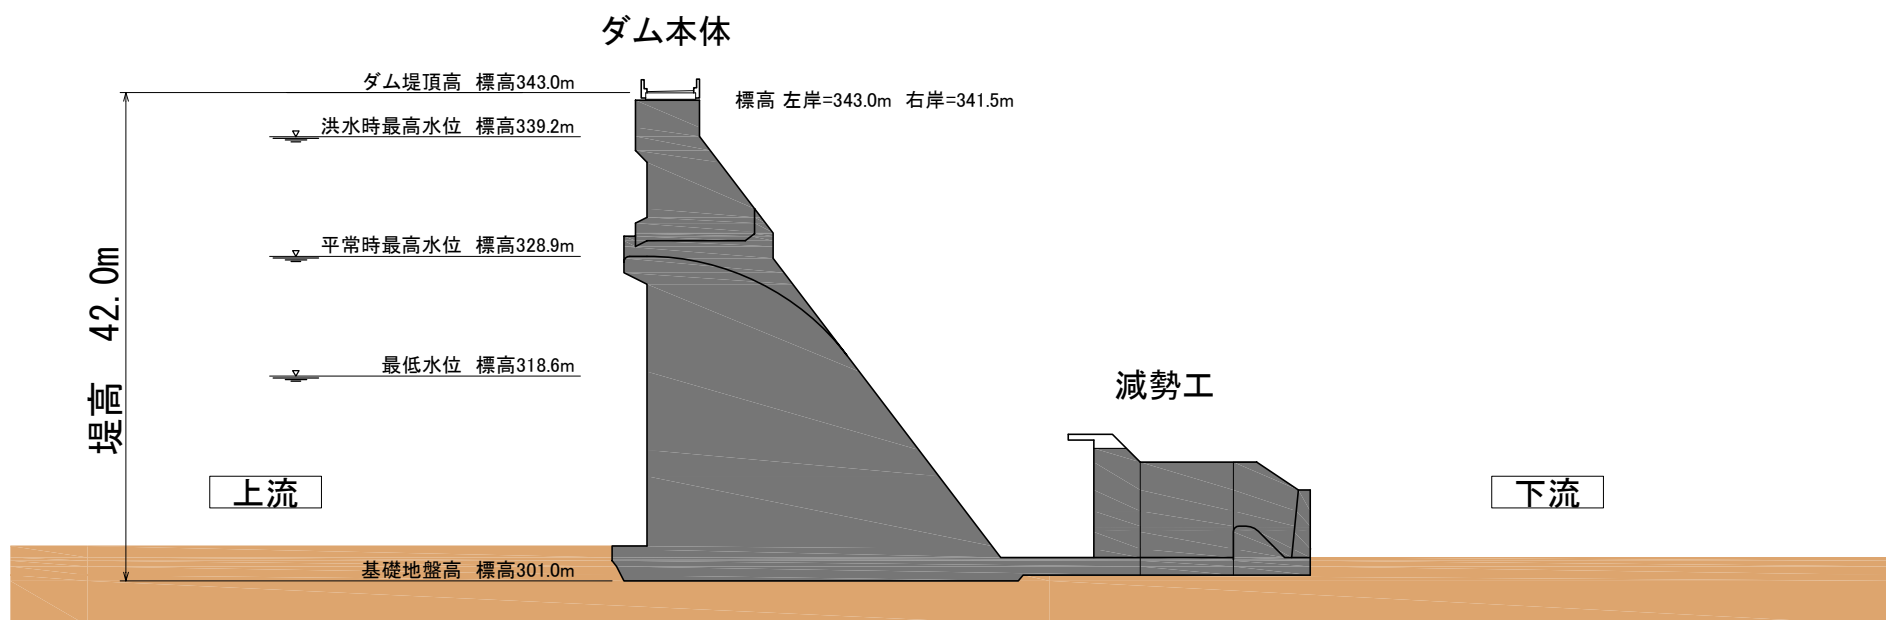 ダム本体
ダム堤頂高 標高343.0m
標高 左岸=343.0m 右岸=341.5m
洪水時最高水位 標高339.2m
平常時最高水位 標高328.9m
堤高 42.0m
最低水位 標高318.6m
減勢工
上流
下流
基礎地盤高 標高301.0m